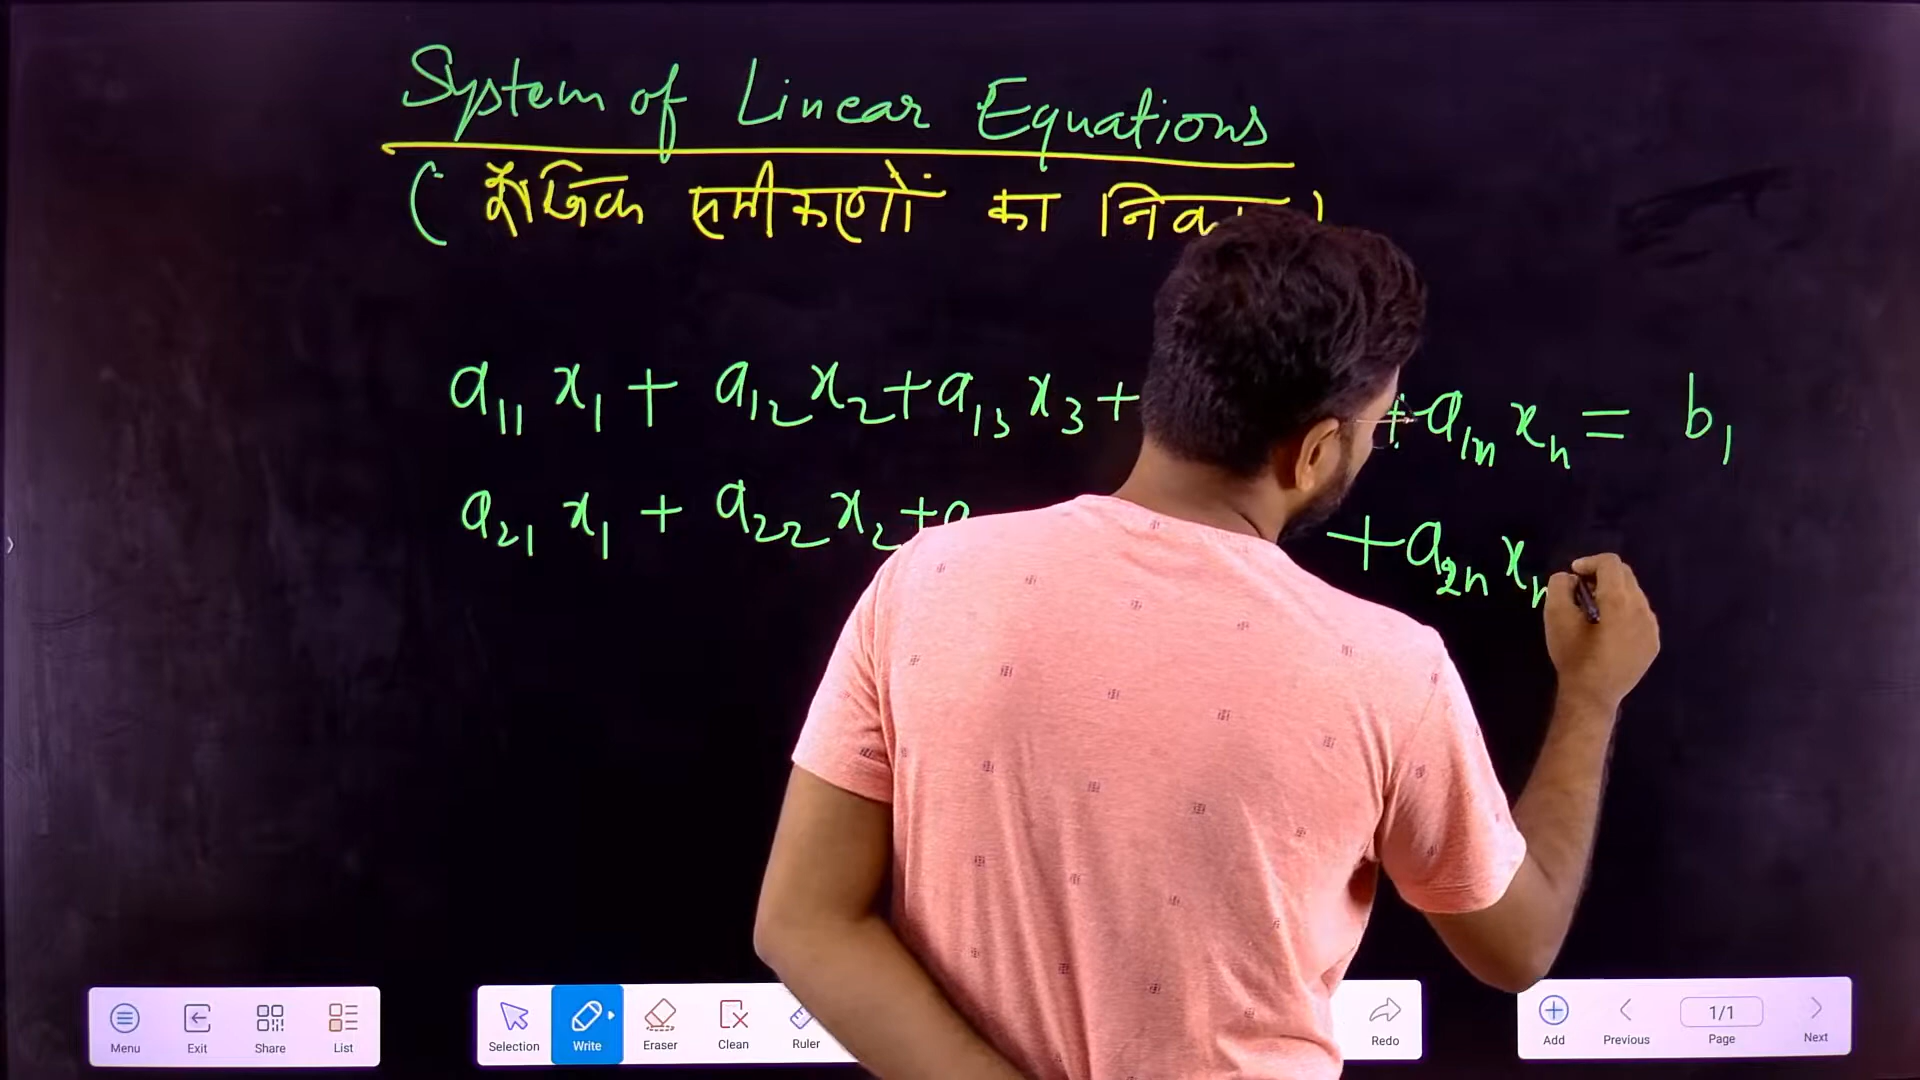 System of Linear Equations
( रैखिक समीकरणों का
a₁₁ x₁ + a₁₂ x₂ + a₁₃ x₃ + + a₁ₙ xₙ = b₁
a₂₁ x₁ + a₂₂ x₂ + a + a₂ₙ xₙ
Menu Exit Share List Selection Write Eraser Clean Ruler Redo Add Previous 1/1 Page Next